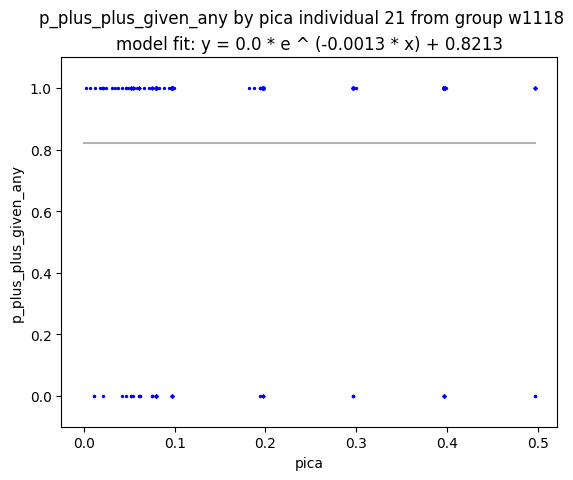 p_plus_plus_given_any by pica individual 21 from group w1118
model fit: y = 0.0 * e ^ (-0.0013 * x) + 0.8213
1.0
0.8
0.6
0.4
0.2
0.0
p_plus_plus_given_any
0.0 0.1 0.2 0.3 0.4 0.5
pica